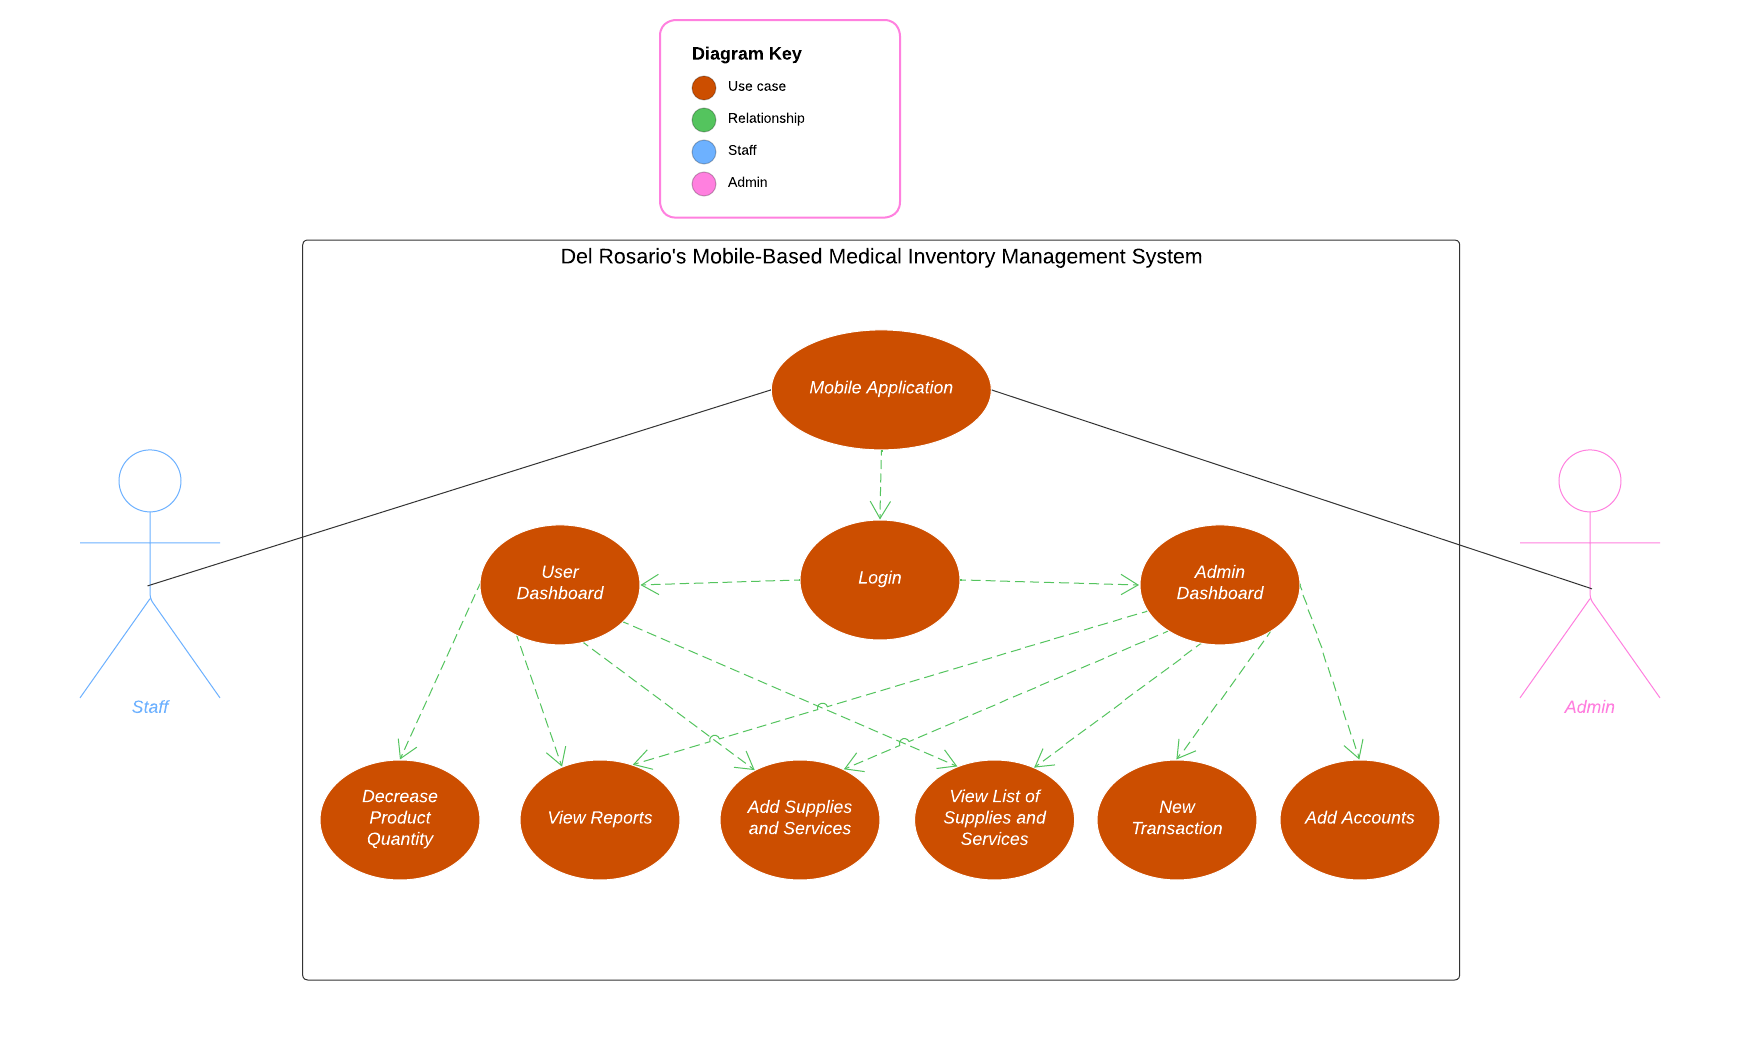 Diagram Key
Use case
Relationship
Staff
Admin
Del Rosario's Mobile-Based Medical Inventory Management System
Mobile Application
User
Dashboard
Login
Admin
Dashboard
Staff
Admin
Decrease
Product
Quantity
View Reports
Add Supplies
and Services
View List of
Supplies and
Services
New
Transaction
Add Accounts